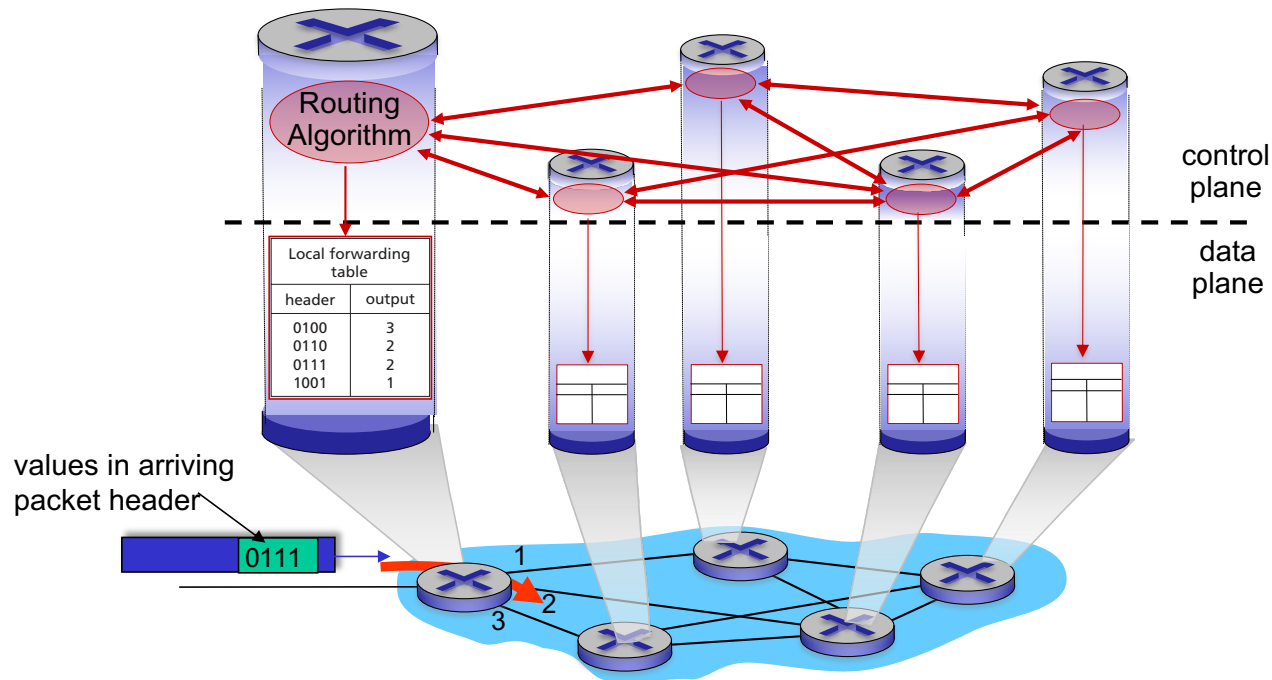 Routing
Algorithm
control
plane
data
plane
Local forwarding
table
header output
0100 3
0110 2
0111 2
1001 1
values in arriving
packet header
0111
1
2
3